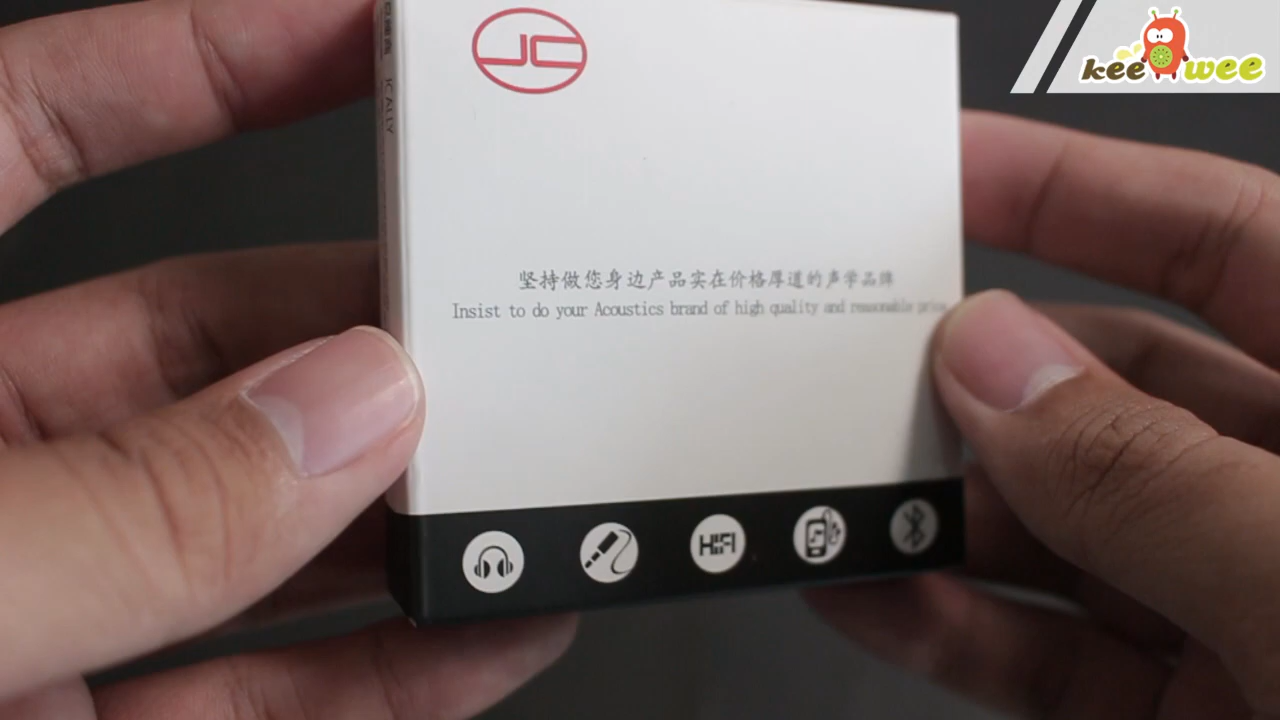 JC
keewee
JCALLY
坚持做您身边产品实在价格厚道的声学品牌
Insist to do your Acoustics brand of high quality and reasonable price
HiFi